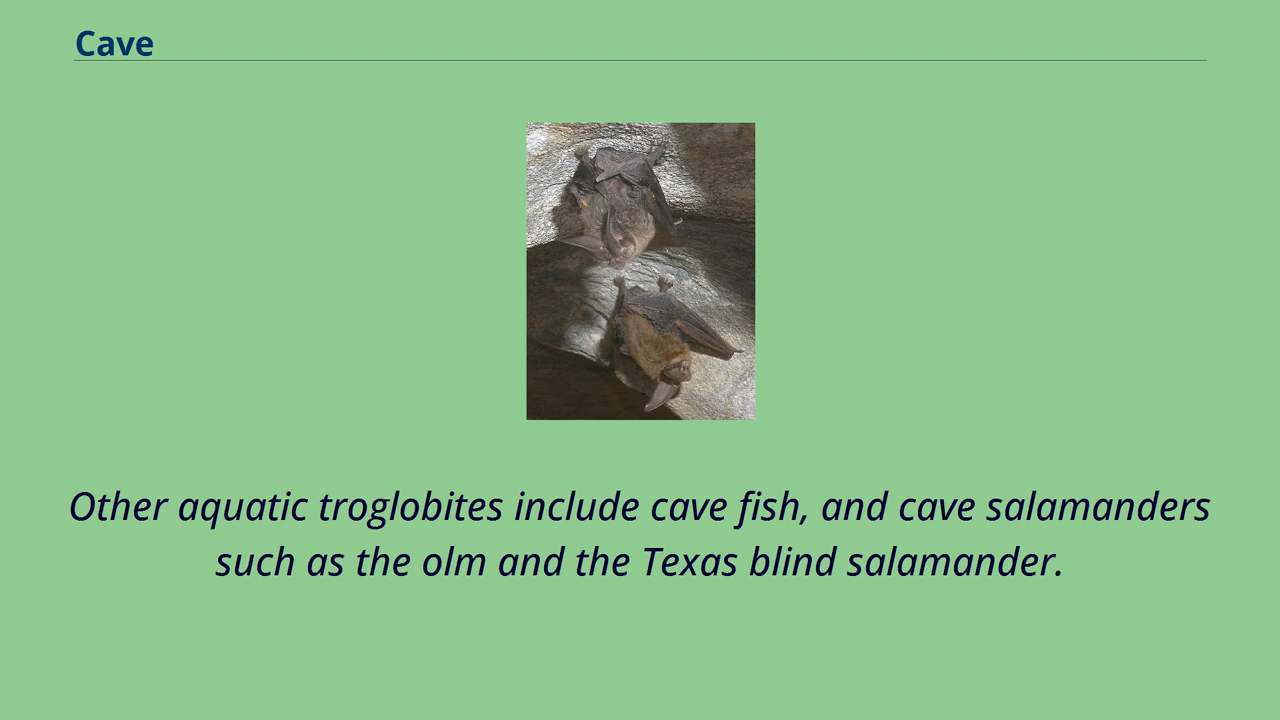 Cave
Other aquatic troglobites include cave fish, and cave salamanders
such as the olm and the Texas blind salamander.